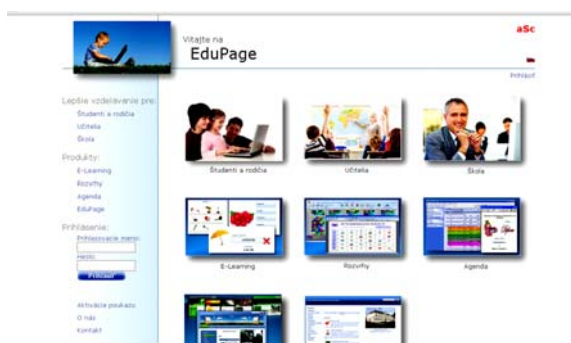 aSc
Vitajte na
EduPage
Prihlásiť
Lepšie vzdelávanie pre:
Študenti a rodičia
Učitelia
Škola
Produkty:
E-Learning
Rozvrhy
Agenda
EduPage
Prihlásenie:
Prihlasovacie meno:
Heslo:
Prihlásiť
Aktivácia poukazu
O nás
Kontakt
Študenti a rodičia
Učitelia
Škola
E-Learning
Rozvrhy
Agenda